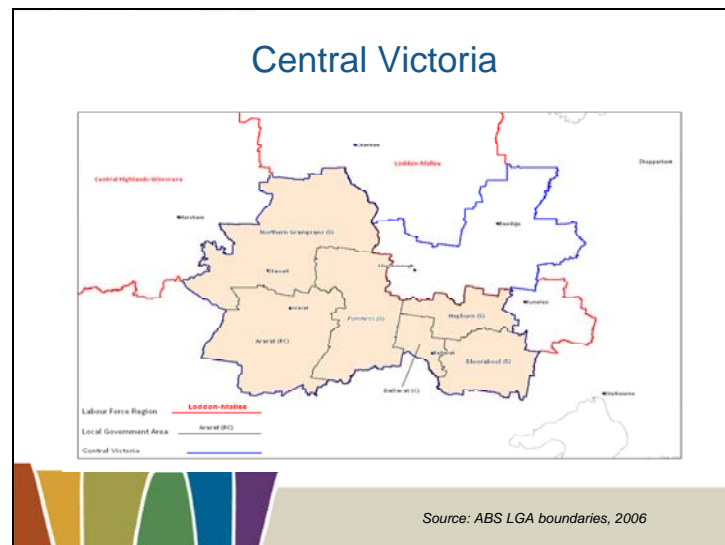 Central Victoria
Charlton
Loddon-Mallee
Shepparton
Central Highlands-Wimmera
Horsham
Bendigo
Northern Grampians (S)
Stawell
Kyneton
Ararat
Pyrenees (S)
Hepburn (S)
Ararat (RC)
Ballarat
Moorabool (S)
Ballarat (C)
Melbourne
Labour Force Region Loddon-Mallee
Local Government Area Ararat (RC)
Central Victoria
Source: ABS LGA boundaries, 2006